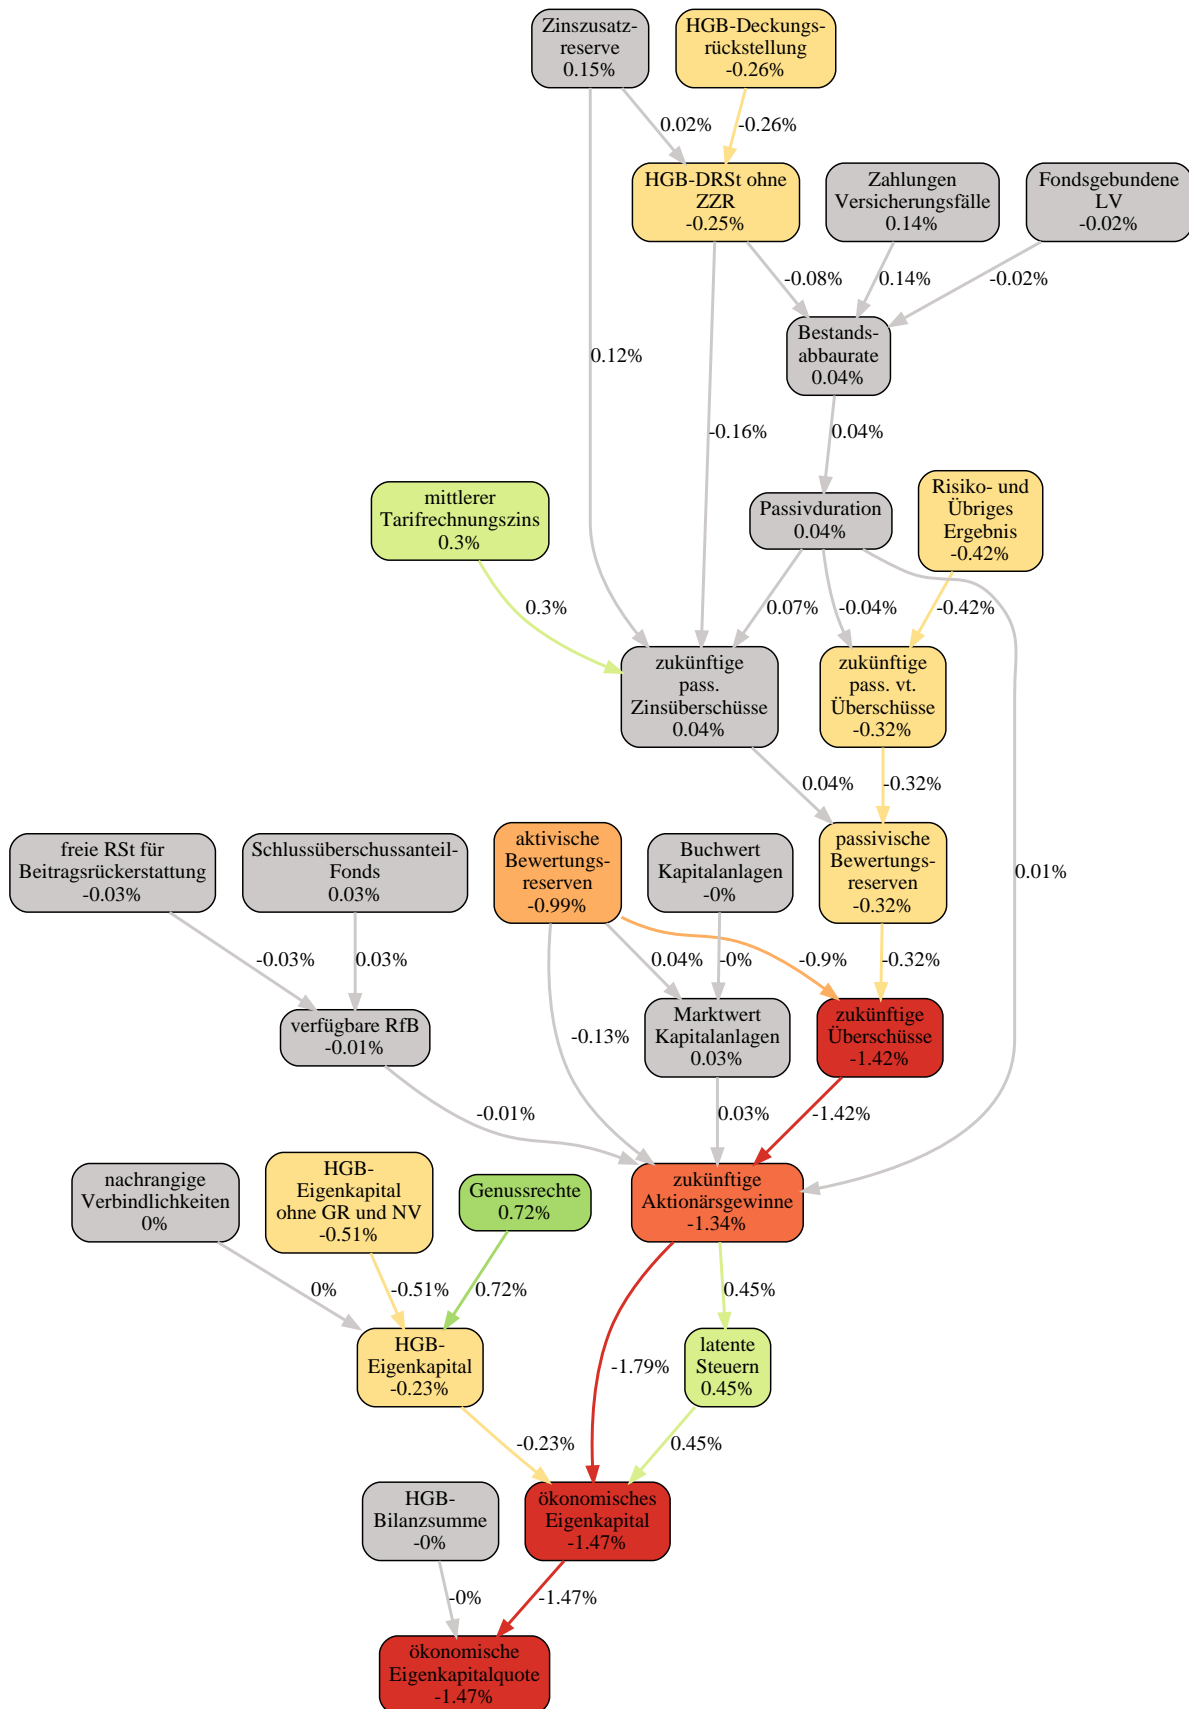 Zinszusatz-
reserve
0.15%
HGB-Deckungs-
rückstellung
-0.26%
0.02%
-0.26%
HGB-DRSt ohne
ZZR
-0.25%
Zahlungen
Versicherungsfälle
0.14%
Fondsgebundene
LV
-0.02%
-0.08%
0.14%
-0.02%
Bestands-
abbaurate
0.04%
0.12%
-0.16%
0.04%
mittlerer
Tarifrechnungszins
0.3%
Passivduration
0.04%
Risiko- und
Übriges
Ergebnis
-0.42%
0.3%
0.07%
-0.04%
-0.42%
zukünftige
pass.
Zinsüberschüsse
0.04%
zukünftige
pass. vt.
Überschüsse
-0.32%
0.04%
-0.32%
freie RSt für
Beitragsrückerstattung
-0.03%
Schlussüberschussanteil-
Fonds
0.03%
aktivische
Bewertungs-
reserven
-0.99%
Buchwert
Kapitalanlagen
-0%
passivische
Bewertungs-
reserven
-0.32%
0.01%
-0.03%
0.03%
0.04%
-0%
-0.9%
-0.32%
verfügbare RfB
-0.01%
-0.13%
Marktwert
Kapitalanlagen
0.03%
zukünftige
Überschüsse
-1.42%
-0.01%
0.03%
-1.42%
nachrangige
Verbindlichkeiten
0%
HGB-
Eigenkapital
ohne GR und NV
-0.51%
Genussrechte
0.72%
zukünftige
Aktionärsgewinne
-1.34%
0%
-0.51%
0.72%
0.45%
HGB-
Eigenkapital
-0.23%
-1.79%
latente
Steuern
0.45%
-0.23%
0.45%
HGB-
Bilanzsumme
-0%
ökonomisches
Eigenkapital
-1.47%
-0%
-1.47%
ökonomische
Eigenkapitalquote
-1.47%